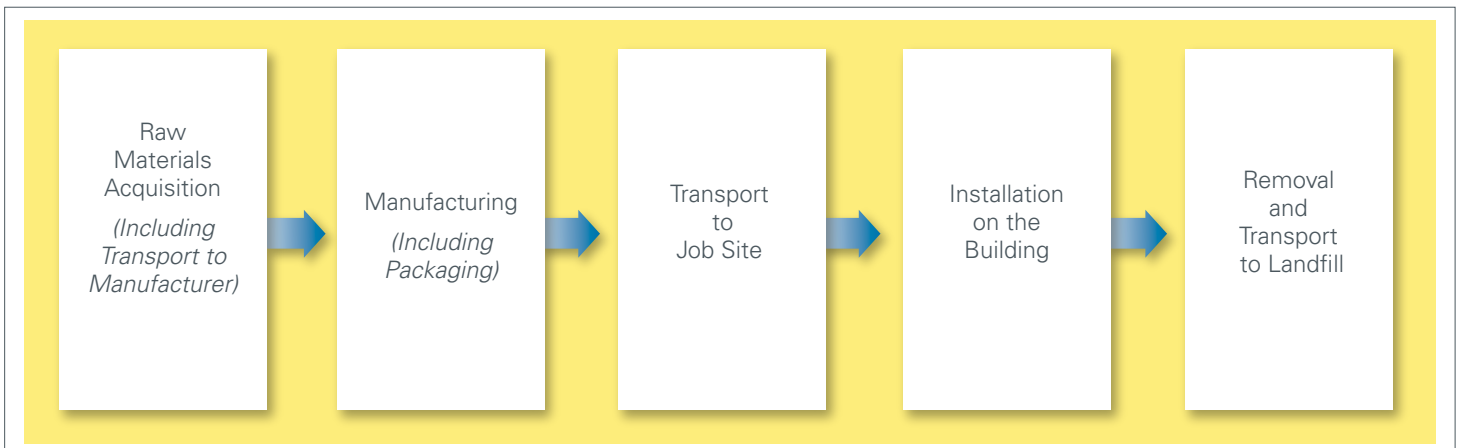 Raw
Materials
Acquisition
(Including
Transport to
Manufacturer)
Manufacturing
(Including
Packaging)
Transport
to
Job Site
Installation
on the
Building
Removal
and
Transport
to Landfill